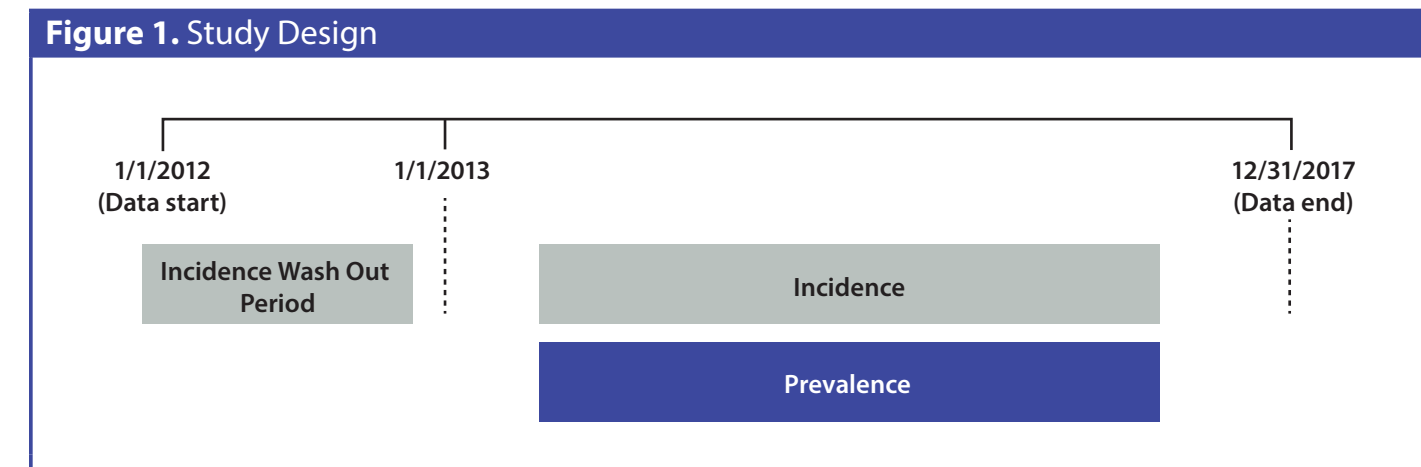 Figure 1. Study Design
1/1/2012
(Data start)
1/1/2013
12/31/2017
(Data end)
Incidence Wash Out
Period
Incidence
Prevalence